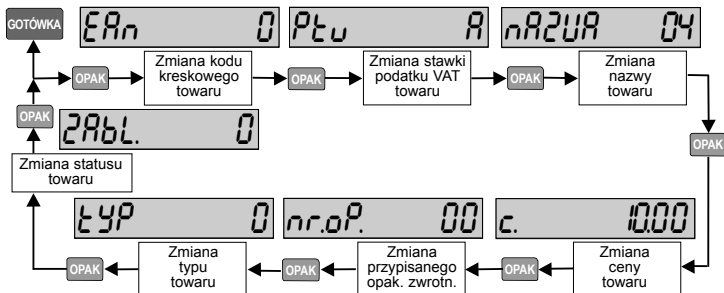 GOTÓWKA
EAn 0
Ptu A
nAZUA 04
OPAK
Zmiana kodu
kreskowego
towaru
OPAK
Zmiana stawki
podatku VAT
towaru
OPAK
Zmiana
nazwy
towaru
OPAK
OPAK
ZAbL. 0
Zmiana statusu
towaru
tYP 0
nr.oP. 00
c. 10.00
OPAK
Zmiana
typu
towaru
OPAK
Zmiana
przypisanego
opak. zwrotn.
OPAK
Zmiana
ceny
towaru